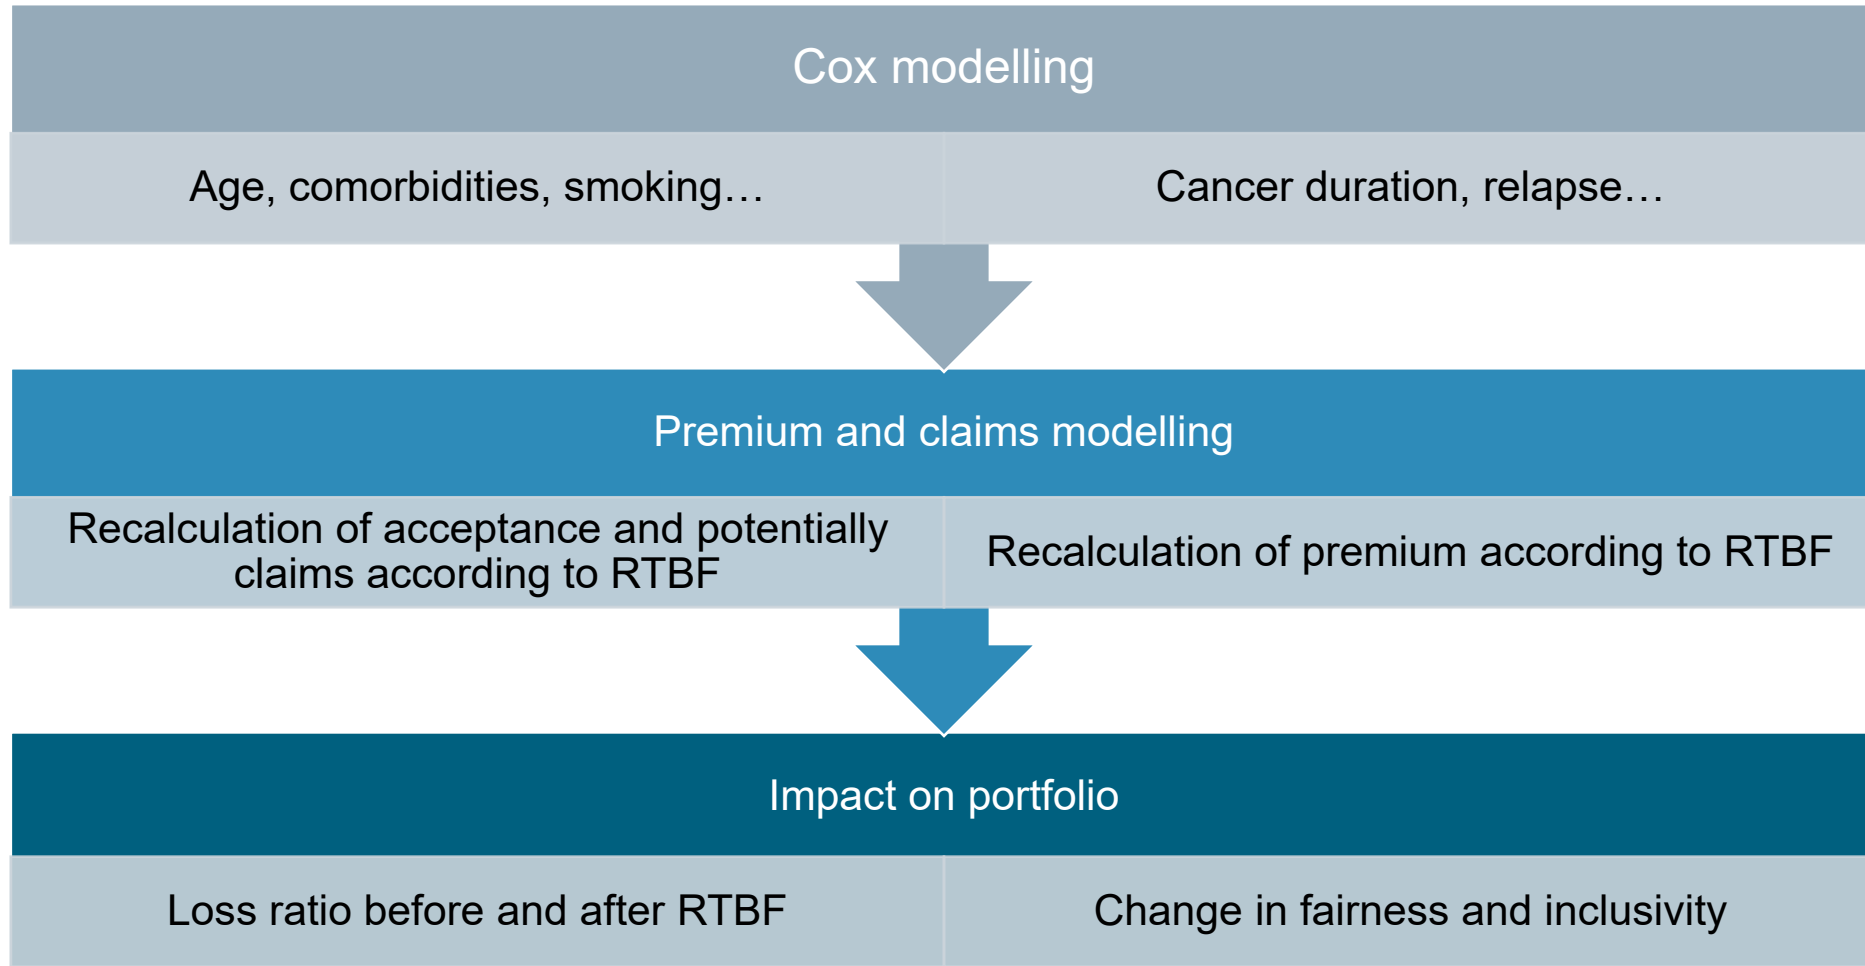 Cox modelling
Age, comorbidities, smoking…
Cancer duration, relapse…
Premium and claims modelling
Recalculation of acceptance and potentially
claims according to RTBF
Recalculation of premium according to RTBF
Impact on portfolio
Loss ratio before and after RTBF
Change in fairness and inclusivity